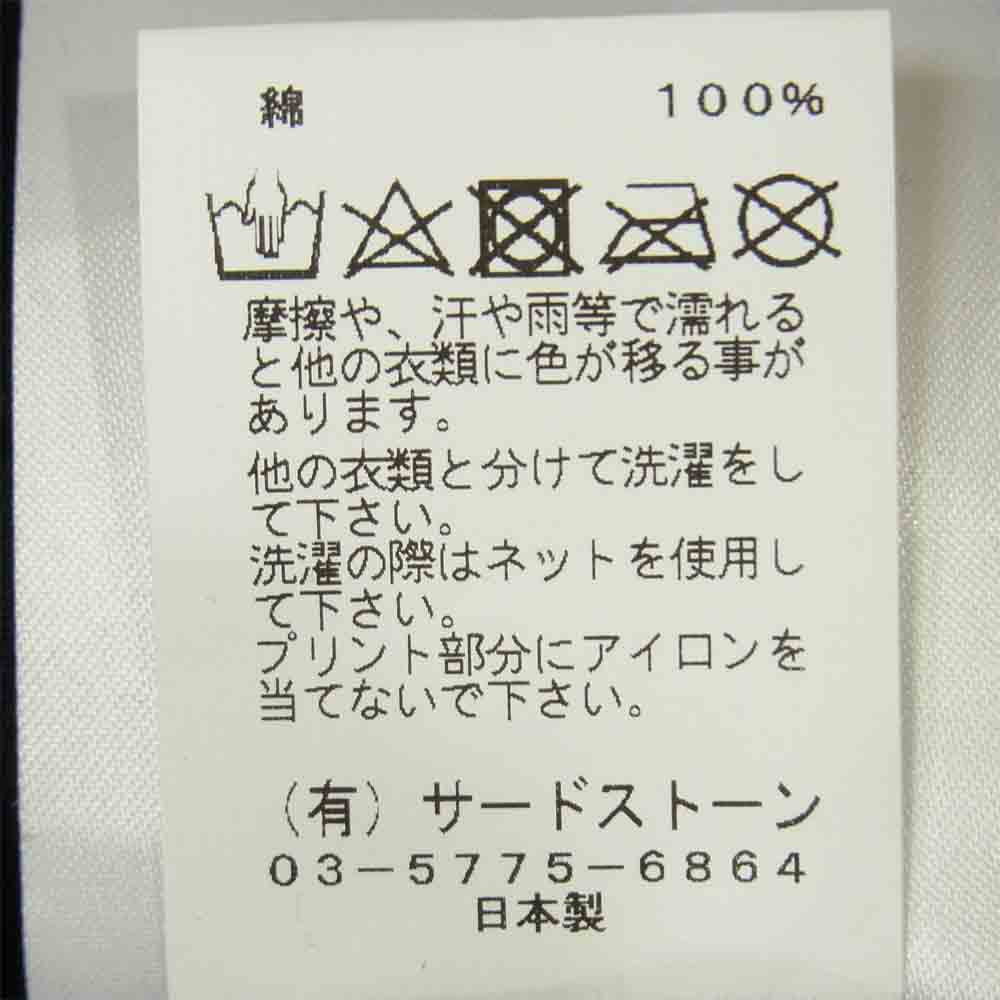 綿 100%
摩擦や、汗や雨等で濡れる
と他の衣類に色が移る事が
あります。
他の衣類と分けて洗濯をし
て下さい。
洗濯の際はネットを使用し
て下さい。
プリント部分にアイロンを
当てないで下さい。
(有)サードストーン
03-5775-6864
日本製